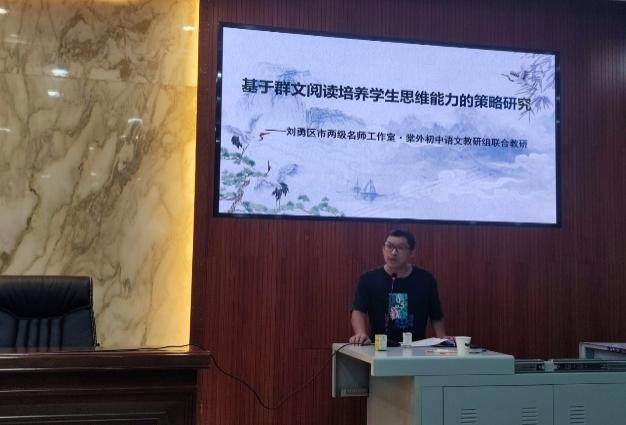 基于群文阅读培养学生思维能力的策略研究
——刘勇区市两级名师工作室·棠外初中语文教研组联合教研